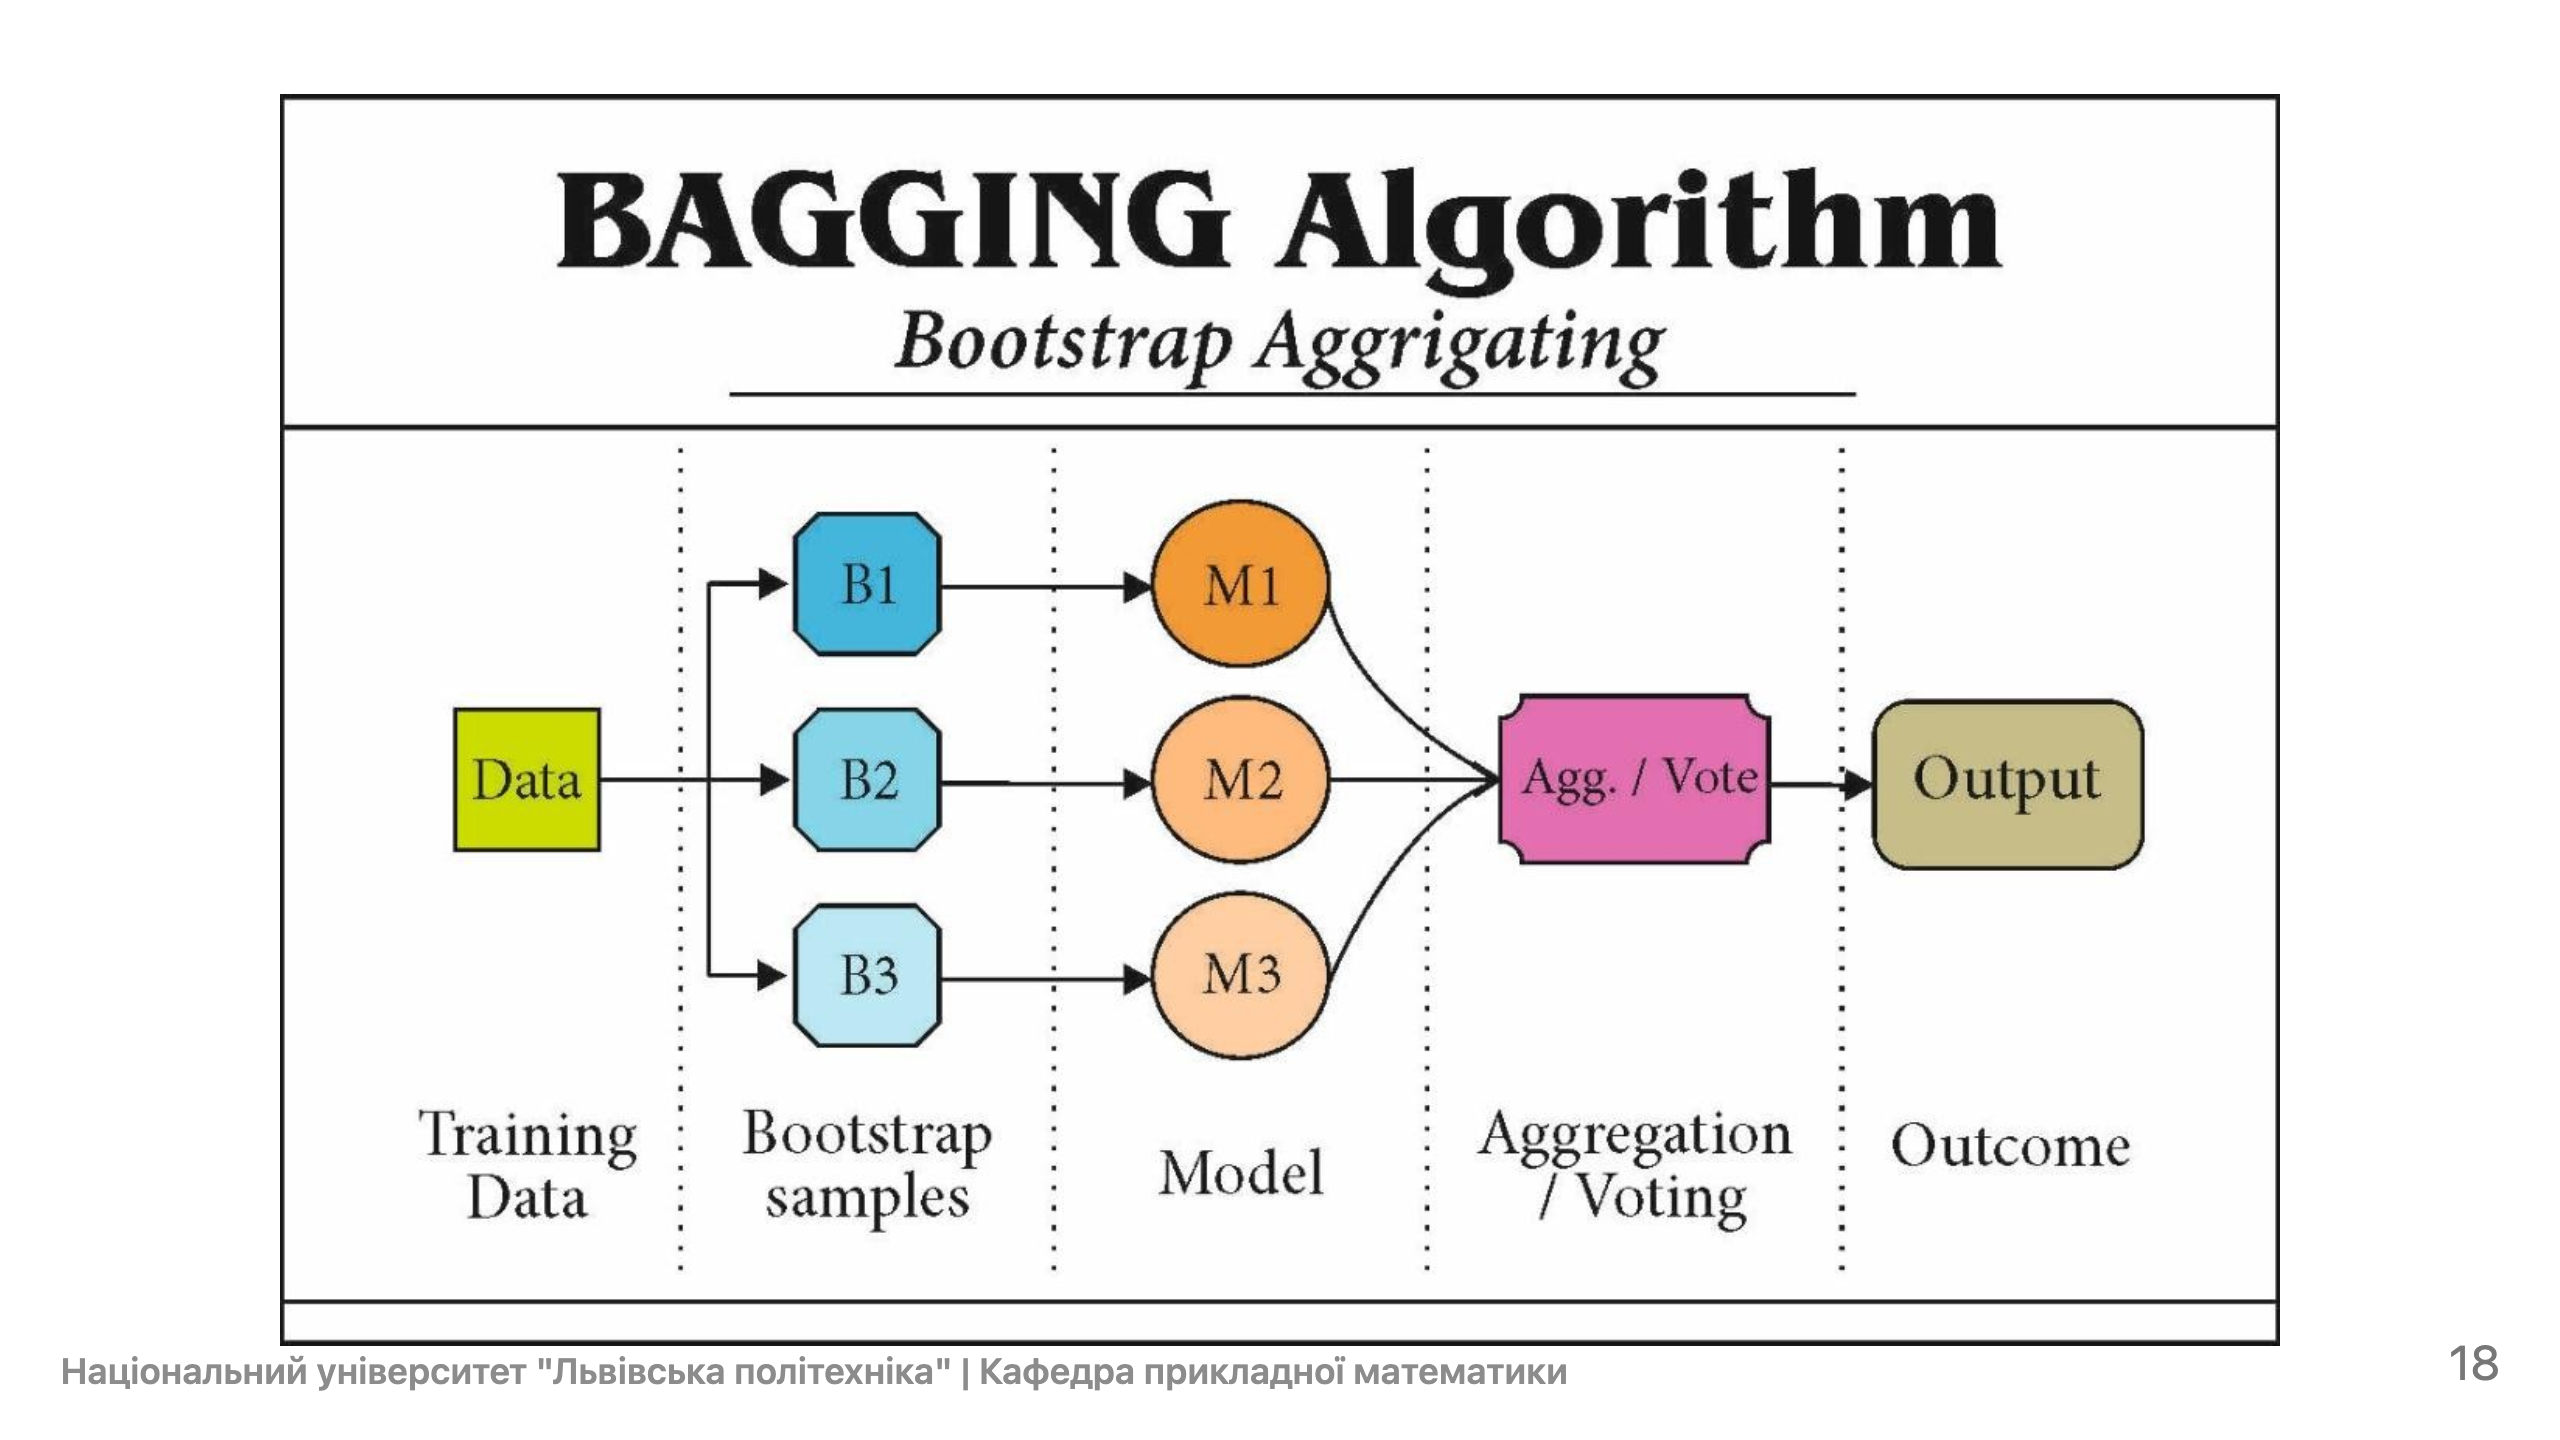 BAGGING Algorithm
Bootstrap Aggrigating
B1
M1
Data
B2
M2
Agg. / Vote
Output
B3
M3
Training
Data
Bootstrap
samples
Model
Aggregation
/ Voting
Outcome
Національний університет "Львівська політехніка" | Кафедра прикладної математики
18